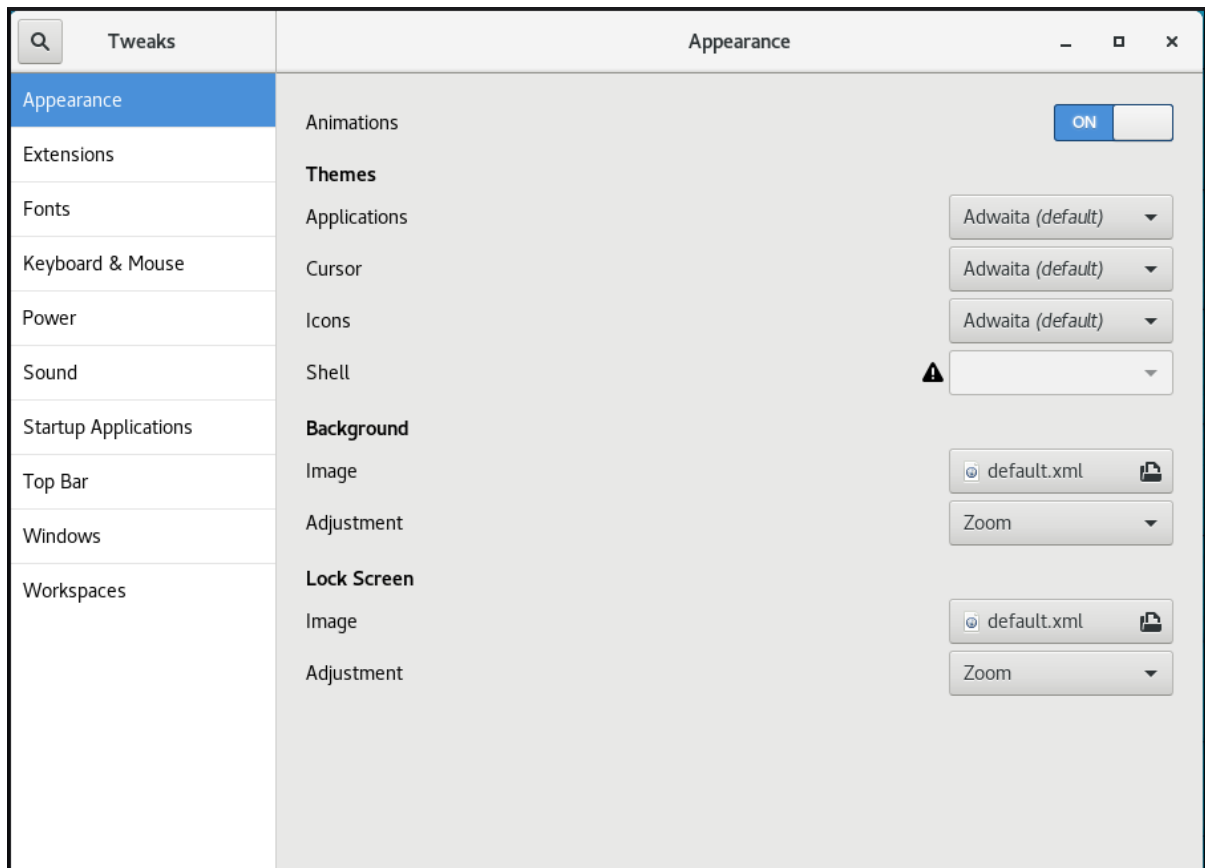 Tweaks
Appearance
Appearance
Extensions
Fonts
Keyboard & Mouse
Power
Sound
Startup Applications
Top Bar
Windows
Workspaces
Animations ON
Themes
Applications Adwaita (default)
Cursor Adwaita (default)
Icons Adwaita (default)
Shell
Background
Image default.xml
Adjustment Zoom
Lock Screen
Image default.xml
Adjustment Zoom